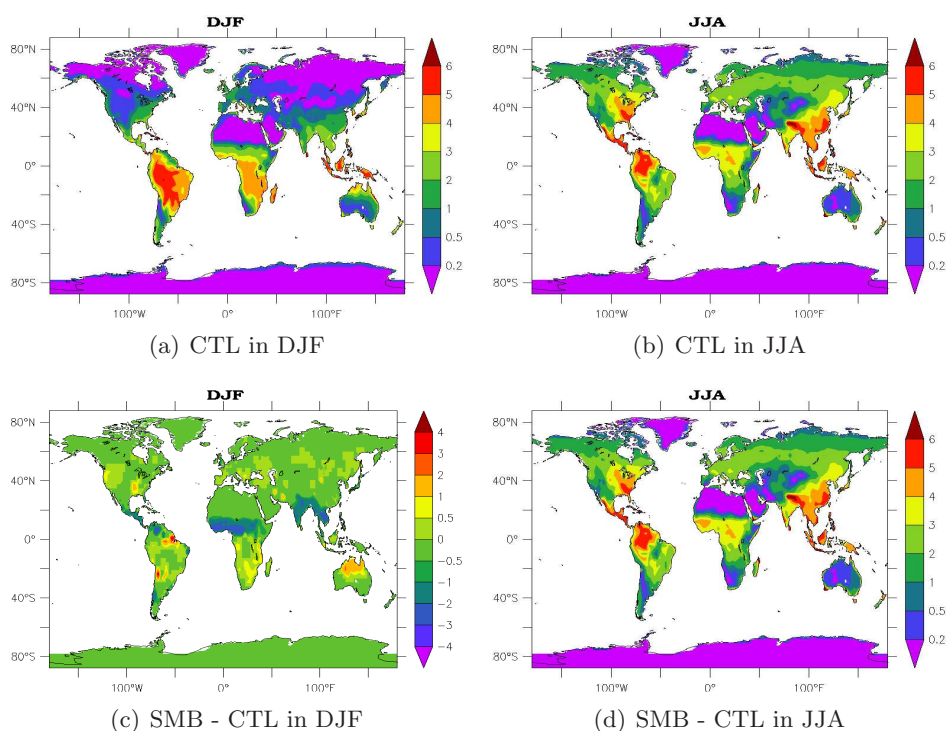 DJF
80°N
40°N
0°
40°S
80°S
100°W
0°
100°E
6
5
4
3
2
1
0.5
0.2
(a) CTL in DJF
JJA
80°N
40°N
0°
40°S
80°S
100°W
0°
100°E
6
5
4
3
2
1
0.5
0.2
(b) CTL in JJA
DJF
80°N
40°N
0°
40°S
80°S
100°W
0°
100°E
4
3
2
1
0.5
−0.5
−1
−2
−3
−4
(c) SMB - CTL in DJF
JJA
80°N
40°N
0°
40°S
80°S
100°W
0°
100°E
6
5
4
3
2
1
0.5
0.2
(d) SMB - CTL in JJA